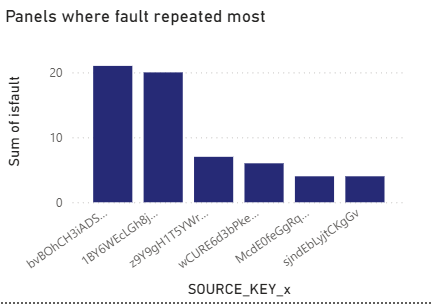 Panels where fault repeated most
Sum of isfault
20
10
0
bvBOhCH3iADS...
1BY6WEcLGh8j...
z9Y9gH1T5YWr...
wCURE6d3bPke...
McdE0feGgRq...
sjndEbLyjtCKgGv
SOURCE_KEY_x